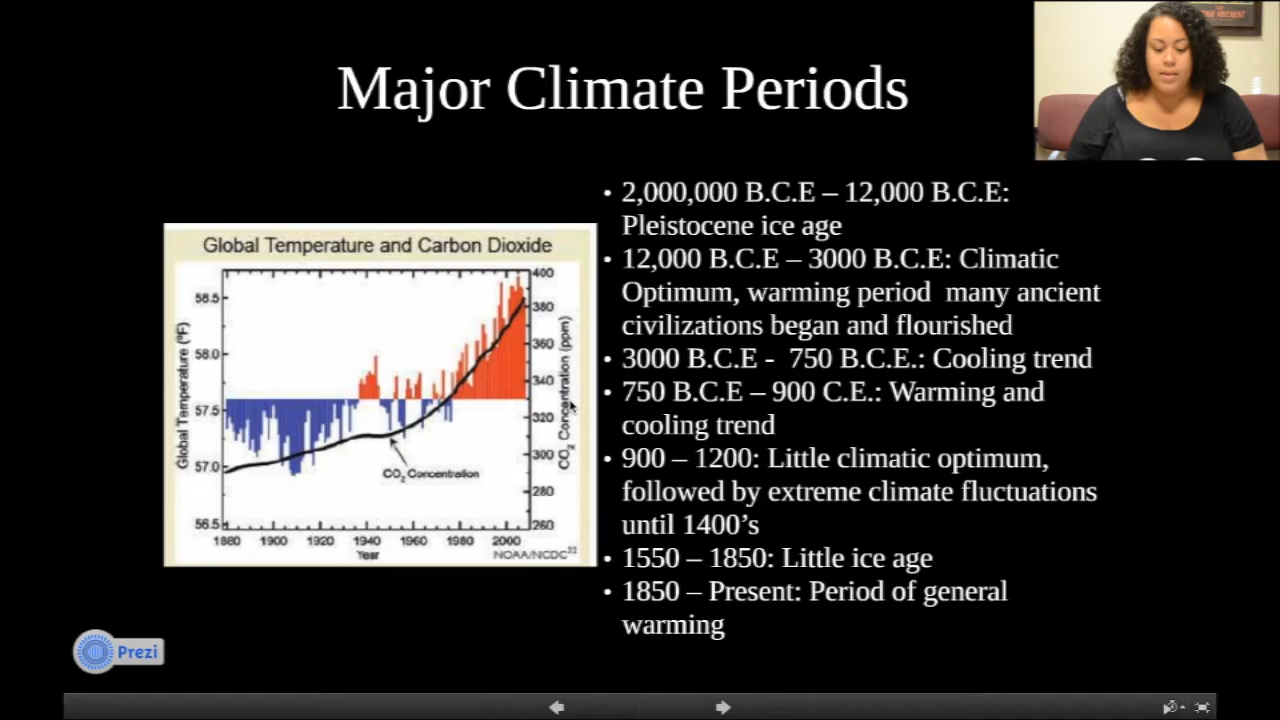 Major Climate Periods
MOVEMENT
• 2,000,000 B.C.E – 12,000 B.C.E:
Pleistocene ice age
• 12,000 B.C.E – 3000 B.C.E: Climatic
Optimum, warming period many ancient
civilizations began and flourished
• 3000 B.C.E - 750 B.C.E.: Cooling trend
• 750 B.C.E – 900 C.E.: Warming and
cooling trend
• 900 – 1200: Little climatic optimum,
followed by extreme climate fluctuations
until 1400’s
• 1550 – 1850: Little ice age
• 1850 – Present: Period of general
warming
Global Temperature and Carbon Dioxide
Global Temperature (ºF)
58.5
58.0
57.5
57.0
56.5
400
380
360
340
320
300
280
260
CO2 Concentration (ppm)
CO2 Concentration
1880 1900 1920 1940 1960 1980 2000
Year
NOAA/NCDC
Prezi